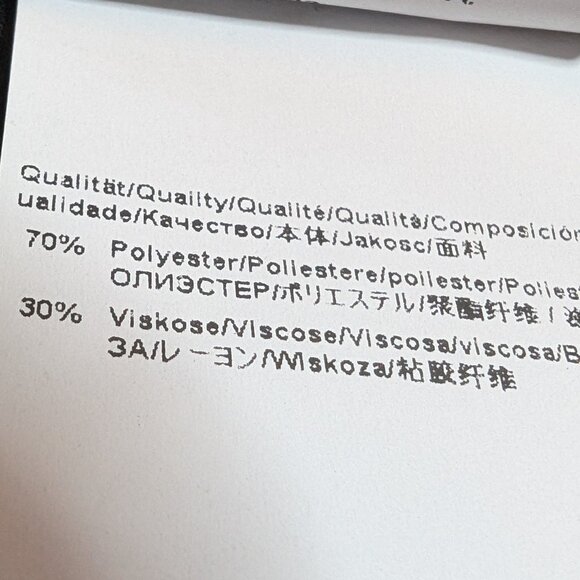 Qualität/Quailty/Qualité/Qualità/Composición
ualidade/Качество/本体/Jakosc/面料
70% Polyester/Poliestere/poilester/Poliest
ОЛИЭСТЕР/ポリエステル/聚酯纤维/
30% Viskose/Viscose/Viscosa/viscosa/В
ЗА/レーヨン/Wiskoza/粘胶纤维